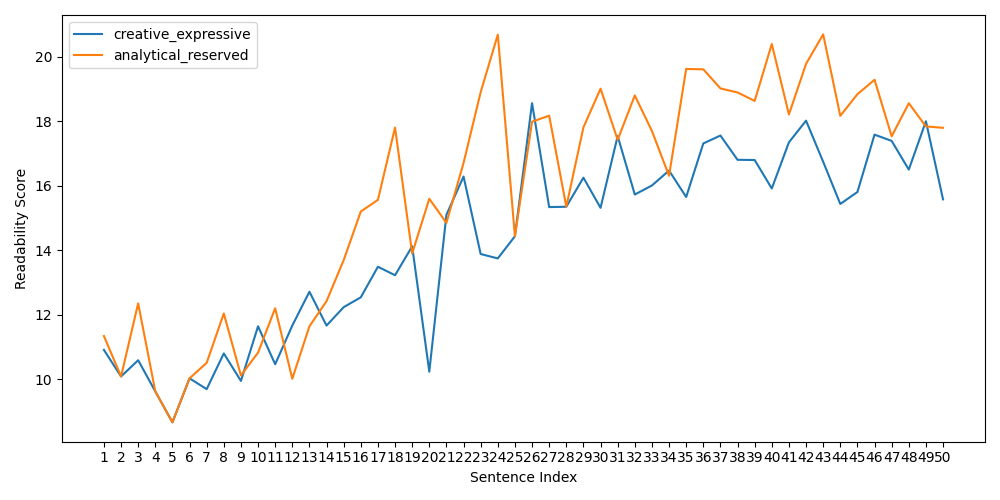 creative_expressive
analytical_reserved
20
18
16
14
12
10
Readability Score
1 2 3 4 5 6 7 8 9 10 11 12 13 14 15 16 17 18 19 20 21 22 23 24 25 26 27 28 29 30 31 32 33 34 35 36 37 38 39 40 41 42 43 44 45 46 47 48 49 50
Sentence Index